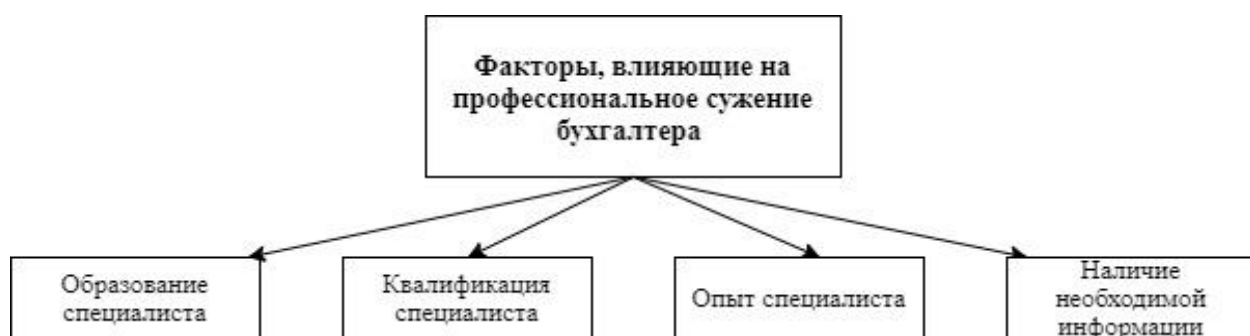 Факторы, влияющие на
профессиональное сужение
бухгалтера
Образование
специалиста
Квалификация
специалиста
Опыт специалиста
Наличие
необходимой
информации